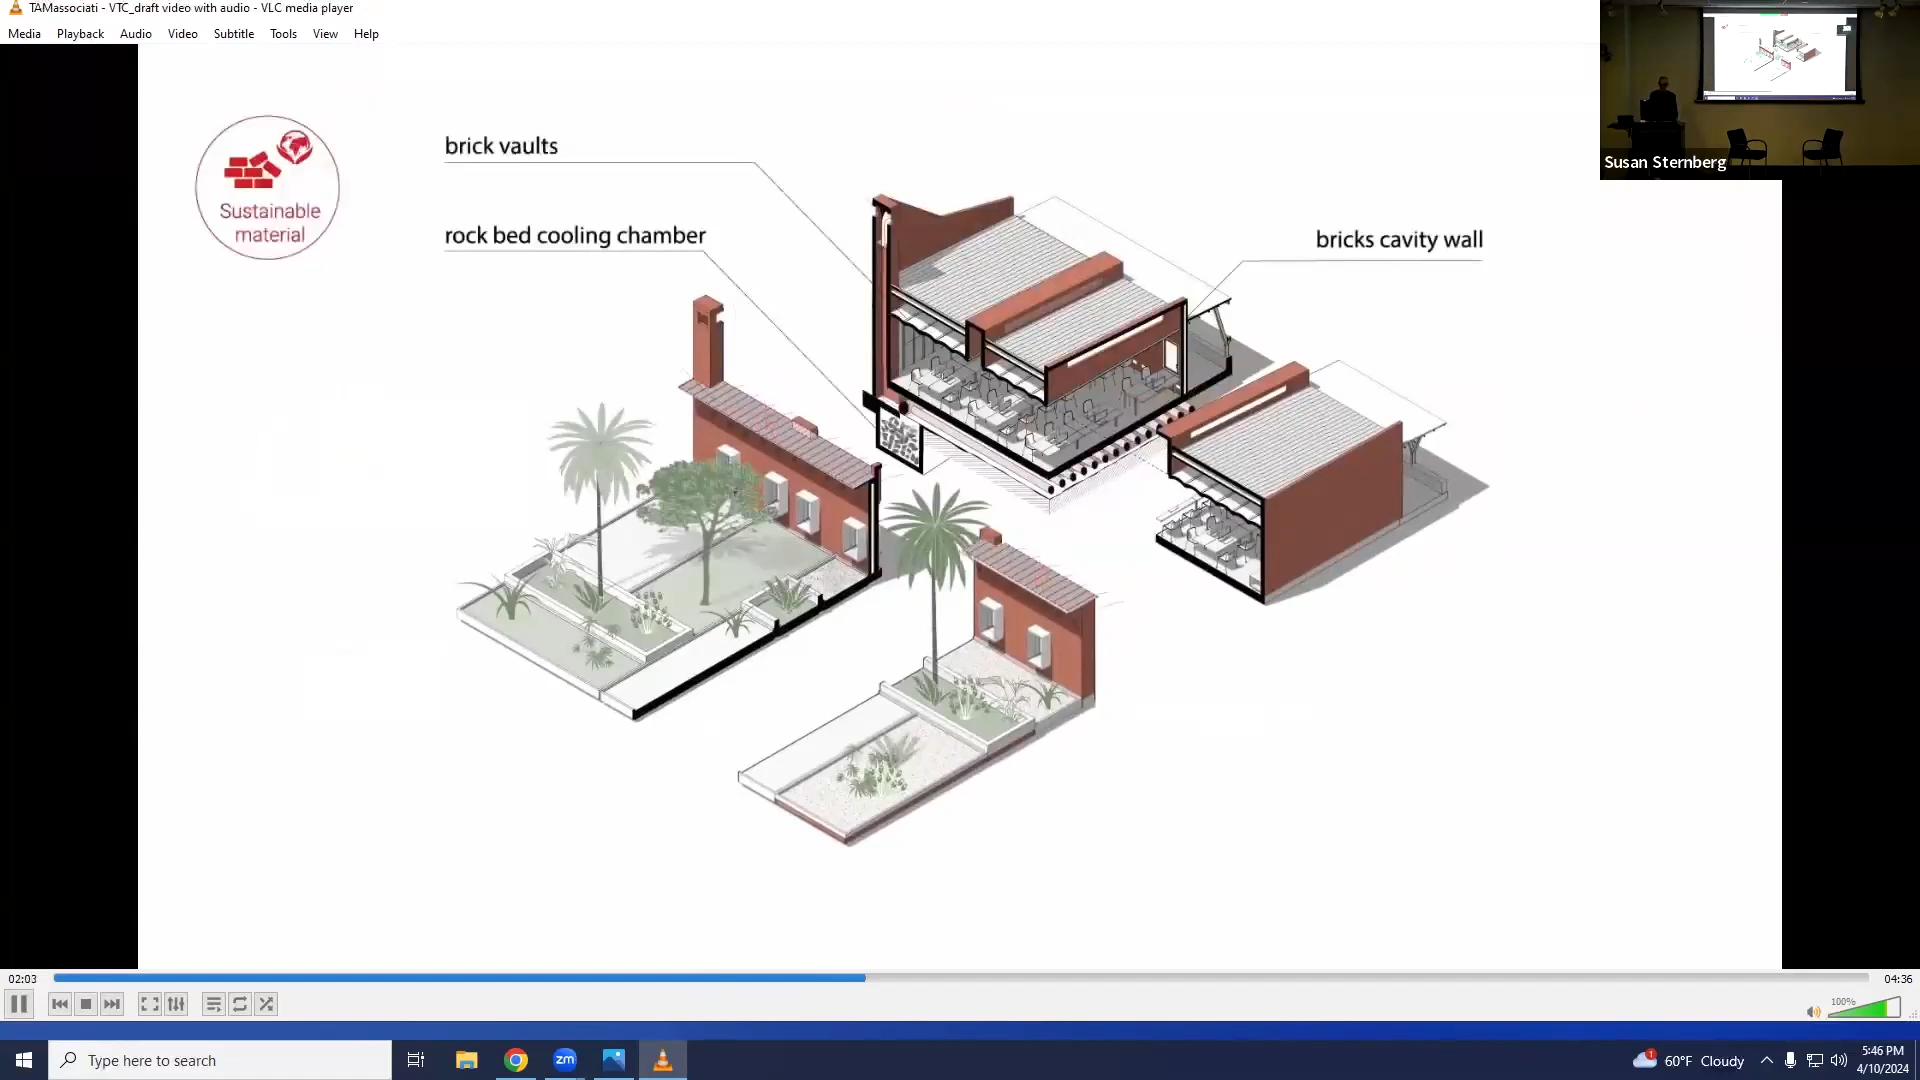 TAMassociati - VTC_draft video with audio - VLC media player
Media Playback Audio Video Subtitle Tools View Help
Susan Sternberg
Sustainable
material
brick vaults
rock bed cooling chamber
bricks cavity wall
02:03
04:36
100%
zm
Type here to search
1
60°F Cloudy
5:46 PM
4/10/2024